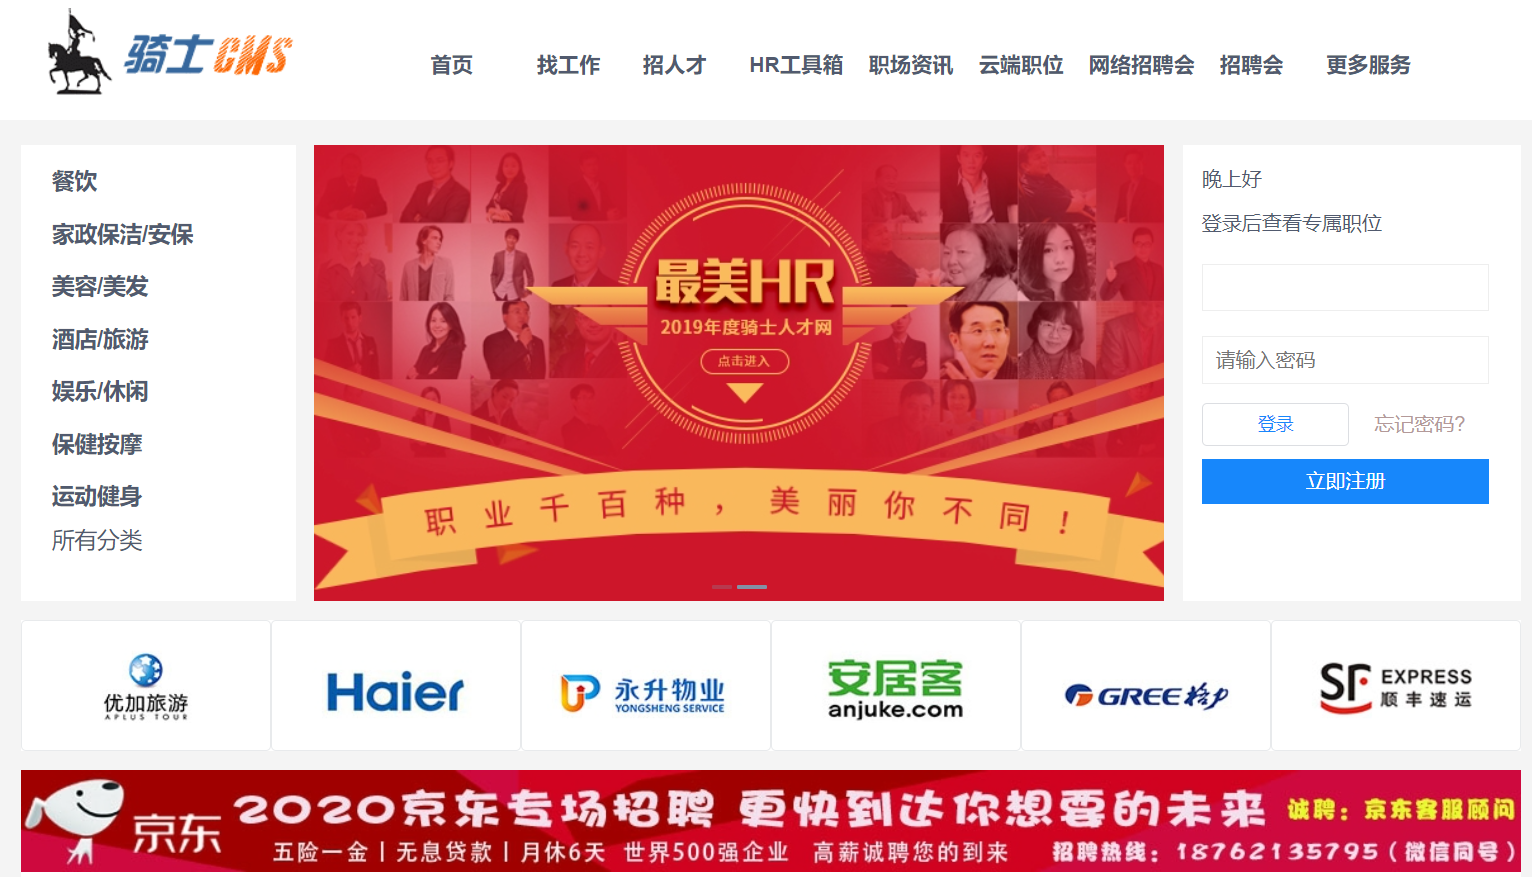 骑士CMS
首页 找工作 招人才 HR工具箱 职场资讯 云端职位 网络招聘会 招聘会 更多服务
餐饮
家政保洁/安保
美容/美发
酒店/旅游
娱乐/休闲
保健按摩
运动健身
所有分类
最美HR
2019年度骑士人才网
点击进入
职业千百种，美丽你不同！
晚上好
登录后查看专属职位
请输入密码
登录 忘记密码?
立即注册
优加旅游
APLUS TOUR
Haier
永升物业
YONGSHENG SERVICE
安居客
anjuke.com
GREE格力
SF EXPRESS
顺丰速运
京东
2020京东专场招聘 更快到达你想要的未来
诚聘：京东客服顾问
五险一金丨无息贷款丨月休6天 世界500强企业 高薪诚聘您的到来
招聘热线：18762135795（微信同号）